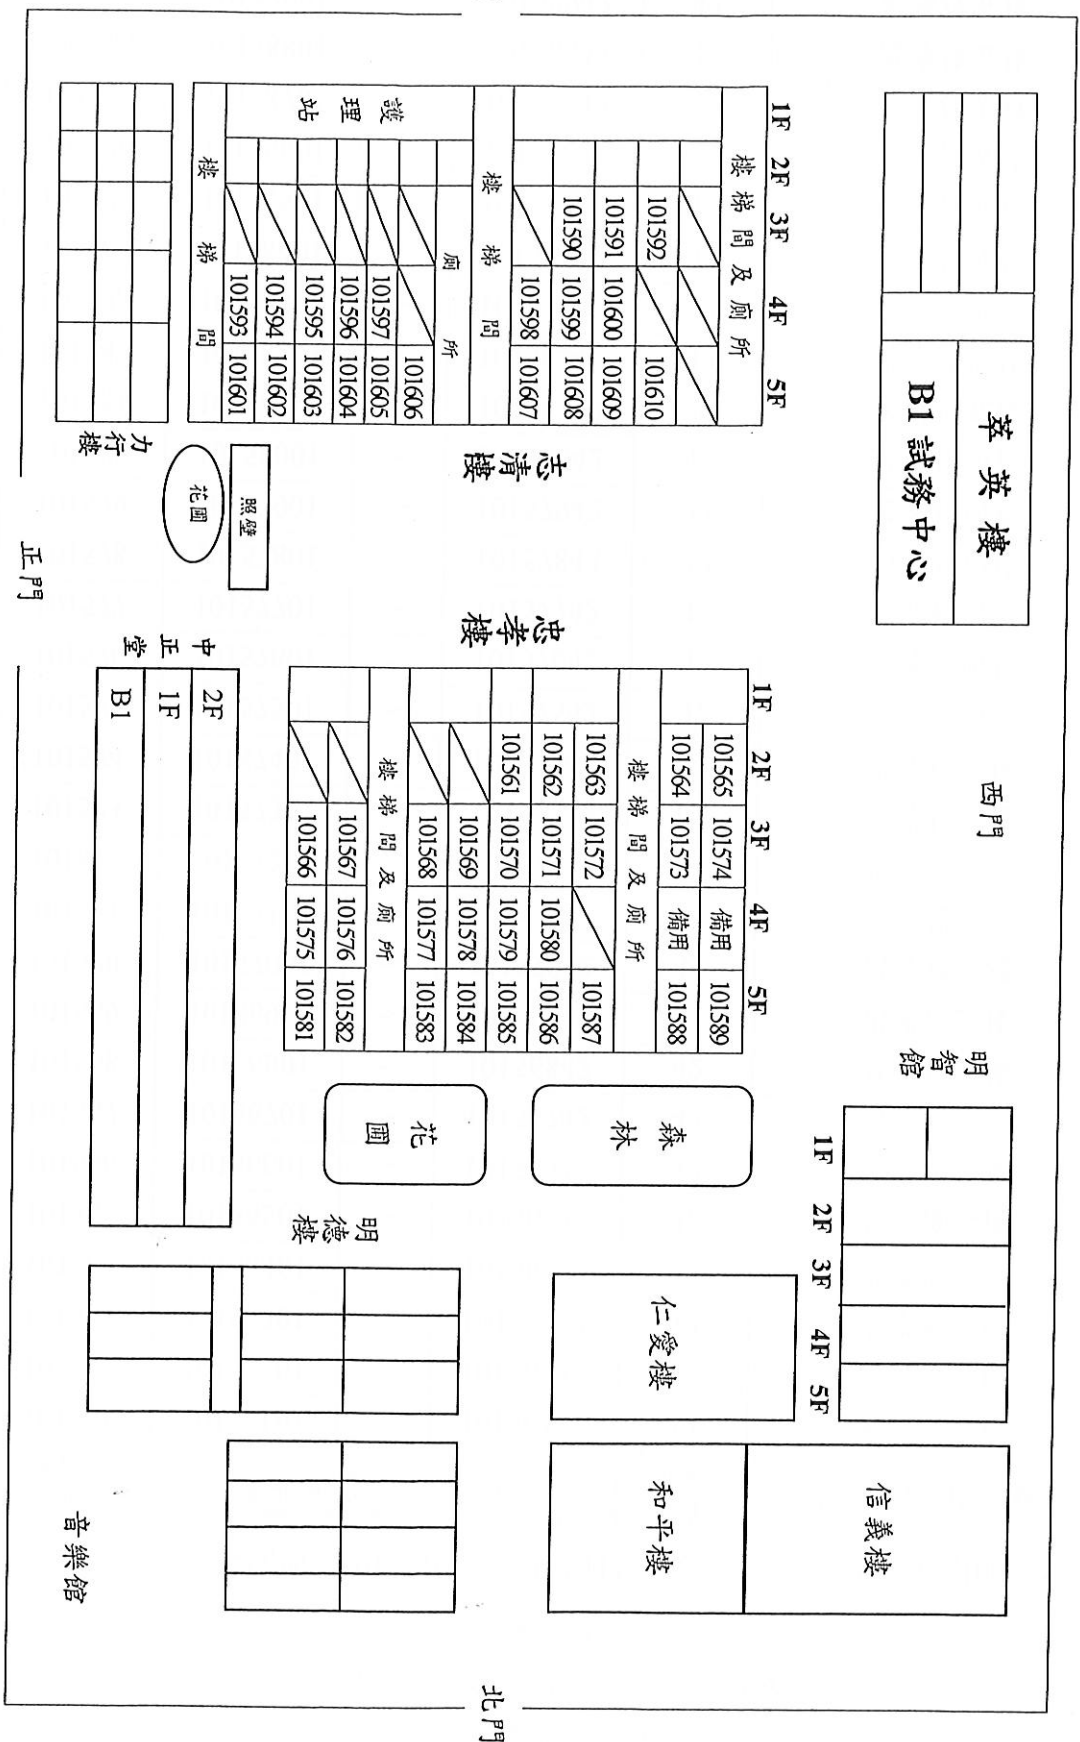 萃英樓
B1 試務中心
西門
明智館
1F 2F 3F 4F 5F
信義樓
仁愛樓
和平樓
1F 2F 3F 4F 5F
樓梯間及廁所
101592 101610
101591 101600 101609
101590 101599 101608
101598 101607
樓梯間
廁所
護理站
101606
101597 101605
101596 101604
101595 101603
101594 101602
101593 101601
樓梯間
志清樓
1F 2F 3F 4F 5F
101565 101574 備用 101589
101564 101573 備用 101588
樓梯間及廁所
101563 101572 101587
101562 101571 101580 101586
101561 101570 101579 101585
101569 101578 101584
101568 101577 101583
樓梯間及廁所
101567 101576 101582
101566 101575 101581
忠孝樓
森林
花圃
明德樓
北門
照壁
花圃
力行樓
中正堂
2F
1F
B1
音樂館
正門